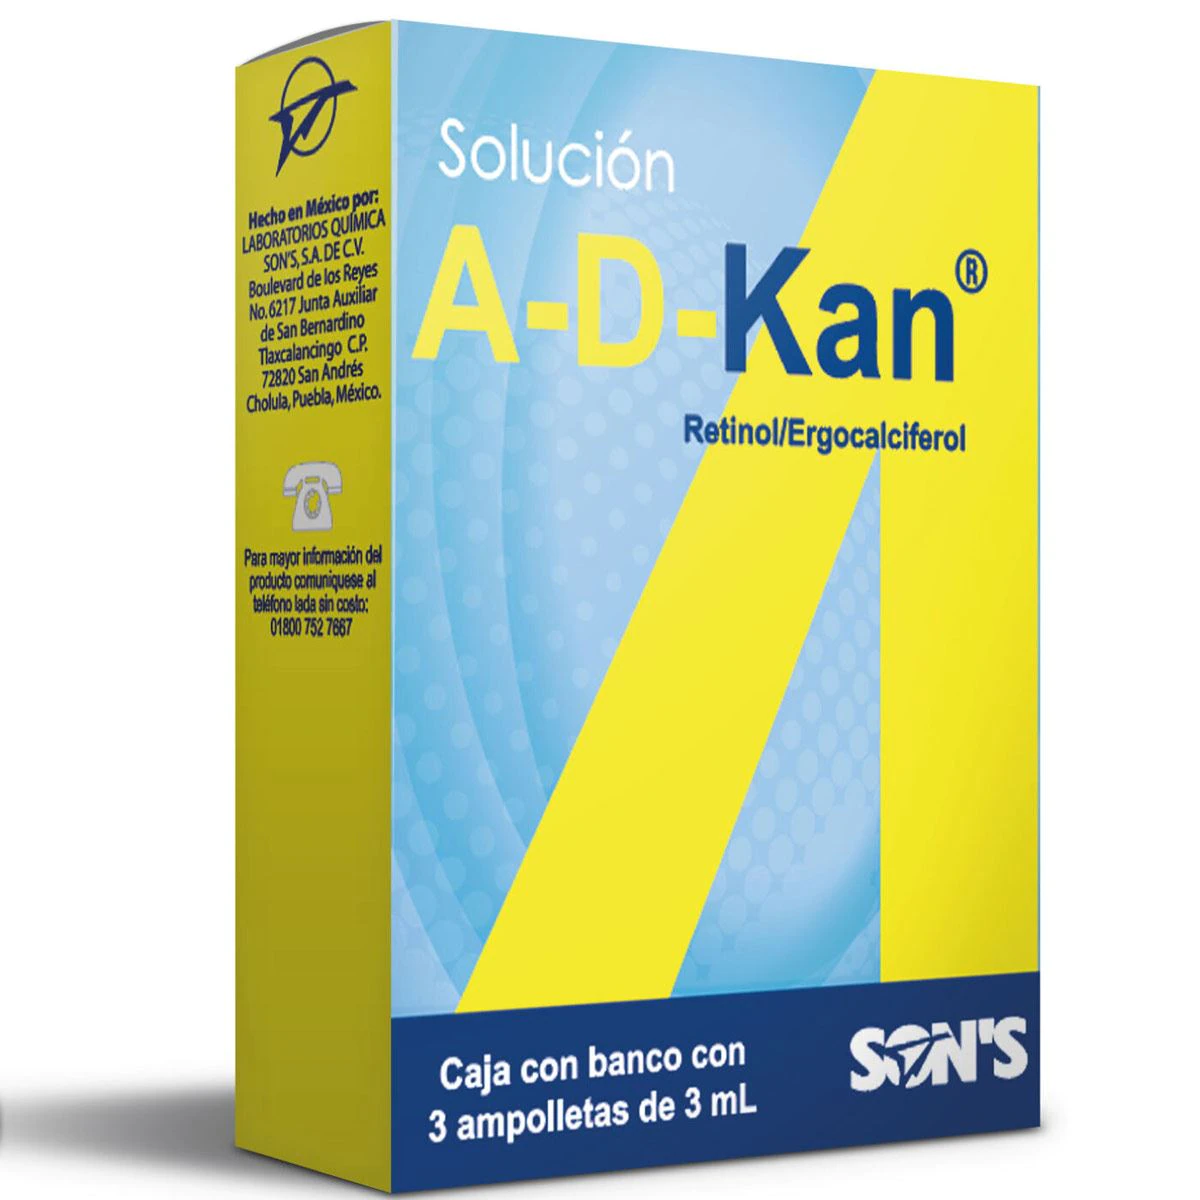 Hecho en México por:
LABORATORIOS QUÍMICA
SON'S, S.A. DE C.V.
Boulevard de los Reyes
No. 6217 Junta Auxiliar
de San Bernardino
Tlaxcalancingo C.P.
72820 San Andrés
Cholula, Puebla, México.
Para mayor información del
producto comuniquese al
teléfono lada sin costo:
01800 752 7667
Solución
A-D-Kan®
Retinol/Ergocalciferol
Caja con banco con
3 ampolletas de 3 mL
SON'S